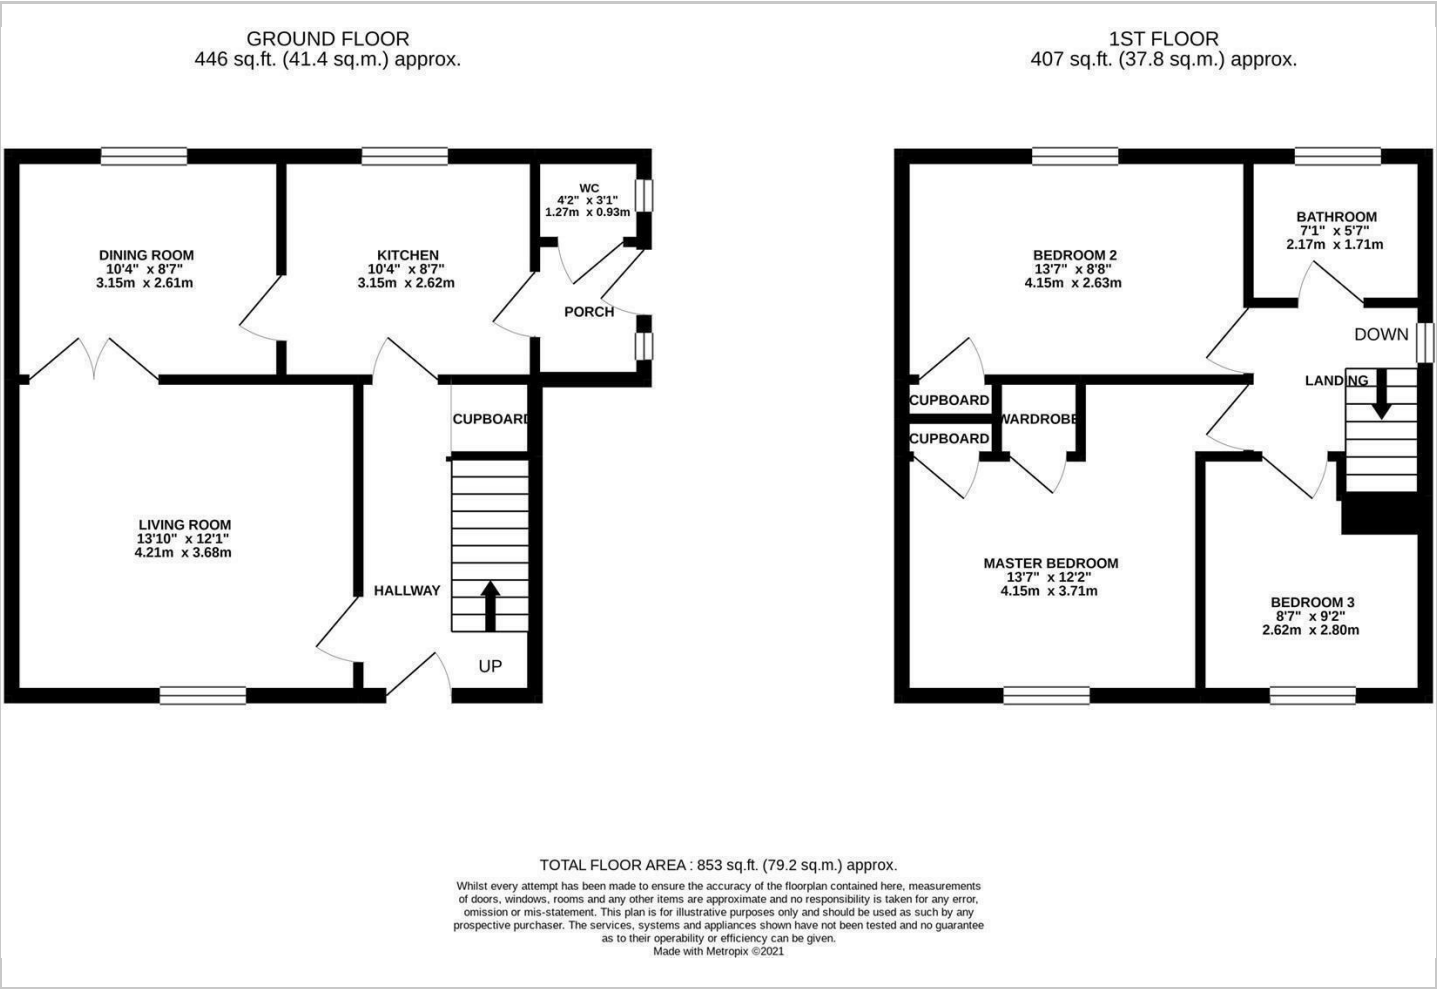 GROUND FLOOR
446 sq.ft. (41.4 sq.m.) approx.
1ST FLOOR
407 sq.ft. (37.8 sq.m.) approx.
WC
4'2" x 3'1"
1.27m x 0.93m
DINING ROOM
10'4" x 8'7"
3.15m x 2.61m
KITCHEN
10'4" x 8'7"
3.15m x 2.62m
PORCH
CUPBOARD
LIVING ROOM
13'10" x 12'1"
4.21m x 3.68m
HALLWAY
UP
BATHROOM
7'1" x 5'7"
2.17m x 1.71m
BEDROOM 2
13'7" x 8'8"
4.15m x 2.63m
DOWN
LANDING
CUPBOARD
WARDROBE
CUPBOARD
MASTER BEDROOM
13'7" x 12'2"
4.15m x 3.71m
BEDROOM 3
8'7" x 9'2"
2.62m x 2.80m
TOTAL FLOOR AREA : 853 sq.ft. (79.2 sq.m.) approx.
Whilst every attempt has been made to ensure the accuracy of the floorplan contained here, measurements
of doors, windows, rooms and any other items are approximate and no responsibility is taken for any error,
omission or mis-statement. This plan is for illustrative purposes only and should be used as such by any
prospective purchaser. The services, systems and appliances shown have not been tested and no guarantee
as to their operability or efficiency can be given.
Made with Metropix ©2021